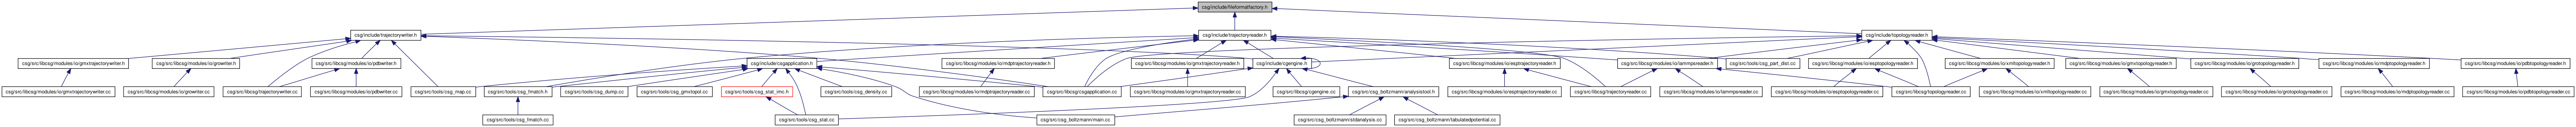 csg/include/fileformatfactory.h
csg/include/trajectorywriter.h
csg/include/trajectoryreader.h
csg/include/topologyreader.h
csg/src/libcsg/modules/io/gmxtrajectorywriter.h
csg/src/libcsg/modules/io/growriter.h
csg/src/libcsg/modules/io/pdbwriter.h
csg/include/csgapplication.h
csg/src/libcsg/modules/io/mdptrajectoryreader.h
csg/src/libcsg/modules/io/gmxtrajectoryreader.h
csg/include/cgengine.h
csg/src/libcsg/modules/io/esptrajectoryreader.h
csg/src/libcsg/modules/io/lammpsreader.h
csg/src/tools/csg_part_dist.cc
csg/src/libcsg/modules/io/esptopologyreader.h
csg/src/libcsg/modules/io/xmltopologyreader.h
csg/src/libcsg/modules/io/gmxtopologyreader.h
csg/src/libcsg/modules/io/grotopologyreader.h
csg/src/libcsg/modules/io/mdptopologyreader.h
csg/src/libcsg/modules/io/pdbtopologyreader.h
csg/src/libcsg/modules/io/gmxtrajectorywriter.cc
csg/src/libcsg/modules/io/growriter.cc
csg/src/libcsg/trajectorywriter.cc
csg/src/libcsg/modules/io/pdbwriter.cc
csg/src/tools/csg_map.cc
csg/src/tools/csg_fmatch.h
csg/src/tools/csg_dump.cc
csg/src/tools/csg_gmxtopol.cc
csg/src/tools/csg_stat_imc.h
csg/src/tools/csg_density.cc
csg/src/libcsg/modules/io/mdptrajectoryreader.cc
csg/src/libcsg/csgapplication.cc
csg/src/libcsg/modules/io/gmxtrajectoryreader.cc
csg/src/libcsg/cgengine.cc
csg/src/csg_boltzmann/analysistool.h
csg/src/libcsg/modules/io/esptrajectoryreader.cc
csg/src/libcsg/trajectoryreader.cc
csg/src/libcsg/modules/io/lammpsreader.cc
csg/src/libcsg/modules/io/esptopologyreader.cc
csg/src/libcsg/topologyreader.cc
csg/src/libcsg/modules/io/xmltopologyreader.cc
csg/src/libcsg/modules/io/gmxtopologyreader.cc
csg/src/libcsg/modules/io/grotopologyreader.cc
csg/src/libcsg/modules/io/mdptopologyreader.cc
csg/src/libcsg/modules/io/pdbtopologyreader.cc
csg/src/tools/csg_fmatch.cc
csg/src/tools/csg_stat.cc
csg/src/csg_boltzmann/main.cc
csg/src/csg_boltzmann/stdanalysis.cc
csg/src/csg_boltzmann/tabulatedpotential.cc